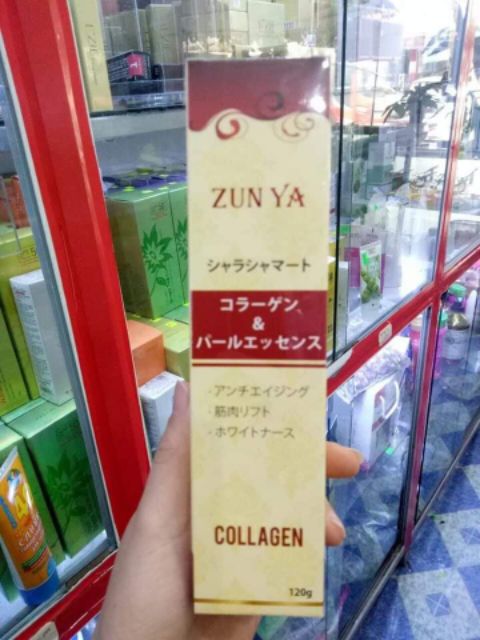 ZUN YA
シャラシャマート
コラーゲン
&
パールエッセンス
·アンチエイジング
·筋肉リフト
·ホワイトナース
COLLAGEN
120g